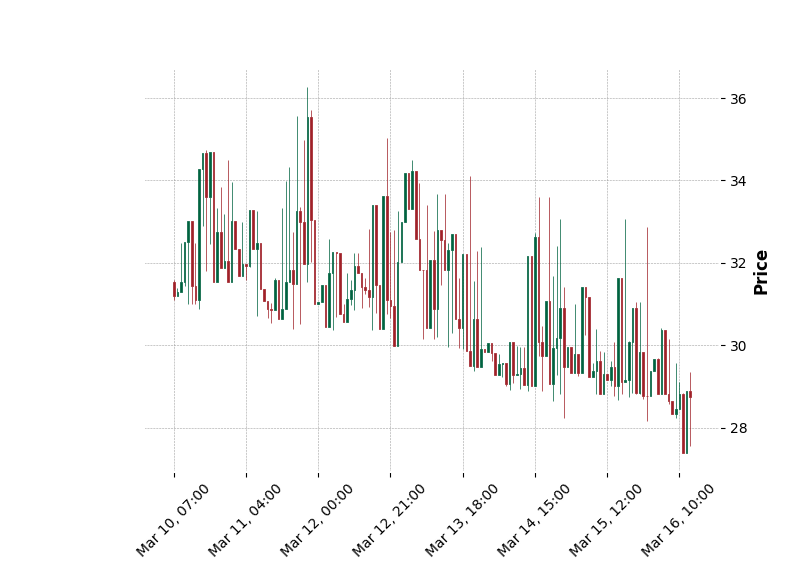 36
34
32
30
28
Price
Mar 10, 07:00
Mar 11, 04:00
Mar 12, 00:00
Mar 12, 21:00
Mar 13, 18:00
Mar 14, 15:00
Mar 15, 12:00
Mar 16, 10:00